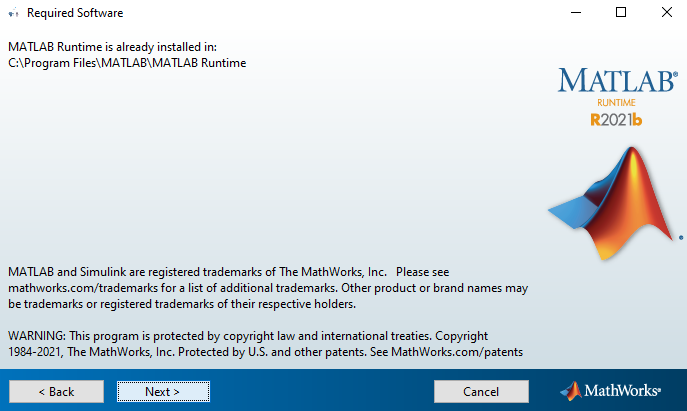 Required Software
MATLAB Runtime is already installed in:
C:\Program Files\MATLAB\MATLAB Runtime
MATLAB®
RUNTIME
R2021b
MATLAB and Simulink are registered trademarks of The MathWorks, Inc.   Please see
mathworks.com/trademarks for a list of additional trademarks. Other product or brand names may
be trademarks or registered trademarks of their respective holders.
WARNING: This program is protected by copyright law and international treaties. Copyright
1984-2021, The MathWorks, Inc. Protected by U.S. and other patents. See MathWorks.com/patents
< Back
Next >
Cancel
MathWorks®